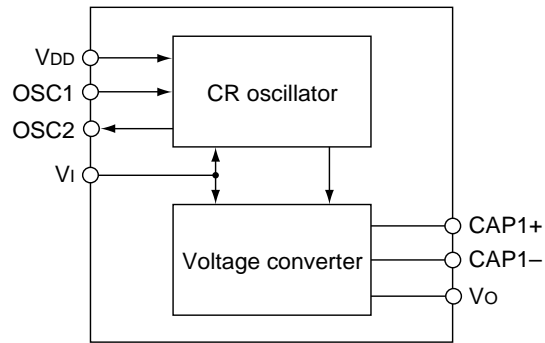 VDD
OSC1
OSC2
VI
CR oscillator
Voltage converter
CAP1+
CAP1–
VO